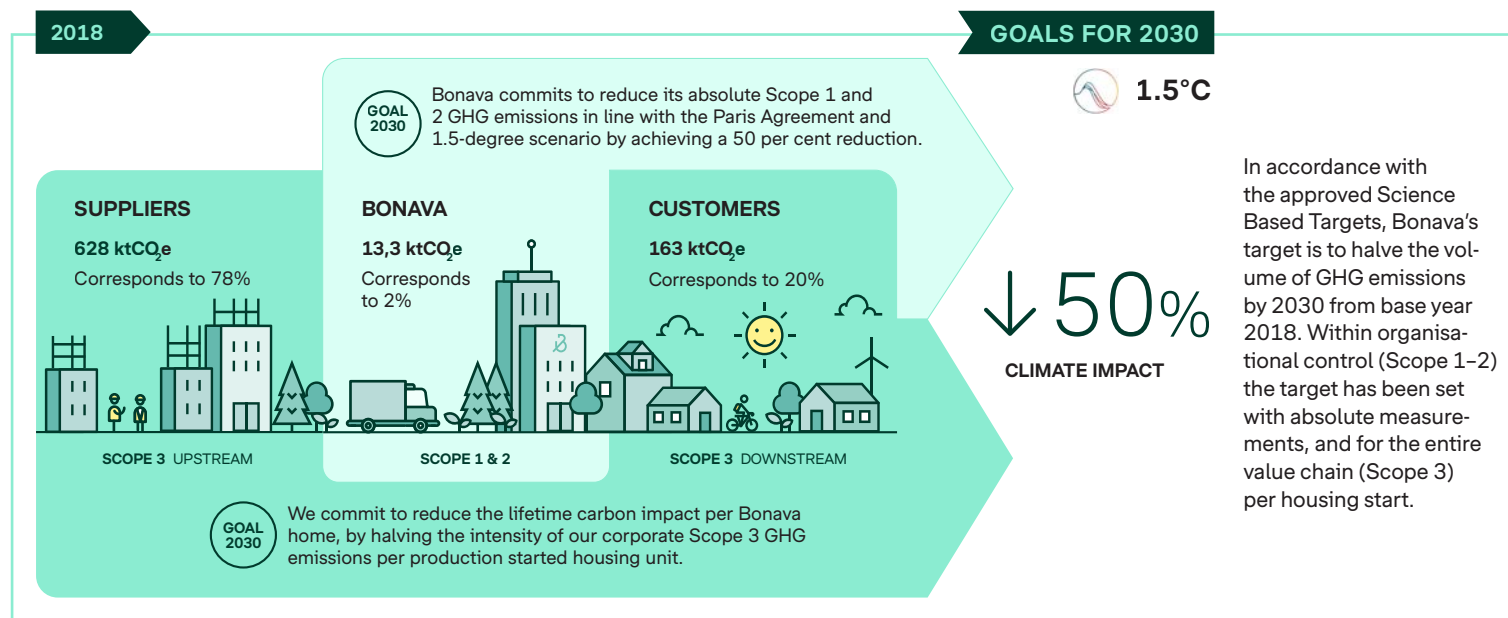 2018
GOALS FOR 2030
1.5°C
GOAL
2030
Bonava commits to reduce its absolute Scope 1 and
2 GHG emissions in line with the Paris Agreement and
1.5-degree scenario by achieving a 50 per cent reduction.
SUPPLIERS
628 ktCO₂e
Corresponds to 78%
BONAVA
13,3 ktCO₂e
Corresponds
to 2%
CUSTOMERS
163 ktCO₂e
Corresponds to 20%
SCOPE 3 UPSTREAM
SCOPE 1 & 2
SCOPE 3 DOWNSTREAM
GOAL
2030
We commit to reduce the lifetime carbon impact per Bonava
home, by halving the intensity of our corporate Scope 3 GHG
emissions per production started housing unit.
↓50%
CLIMATE IMPACT
In accordance with
the approved Science
Based Targets, Bonava’s
target is to halve the vol-
ume of GHG emissions
by 2030 from base year
2018. Within organisa-
tional control (Scope 1–2)
the target has been set
with absolute measure-
ments, and for the entire
value chain (Scope 3)
per housing start.